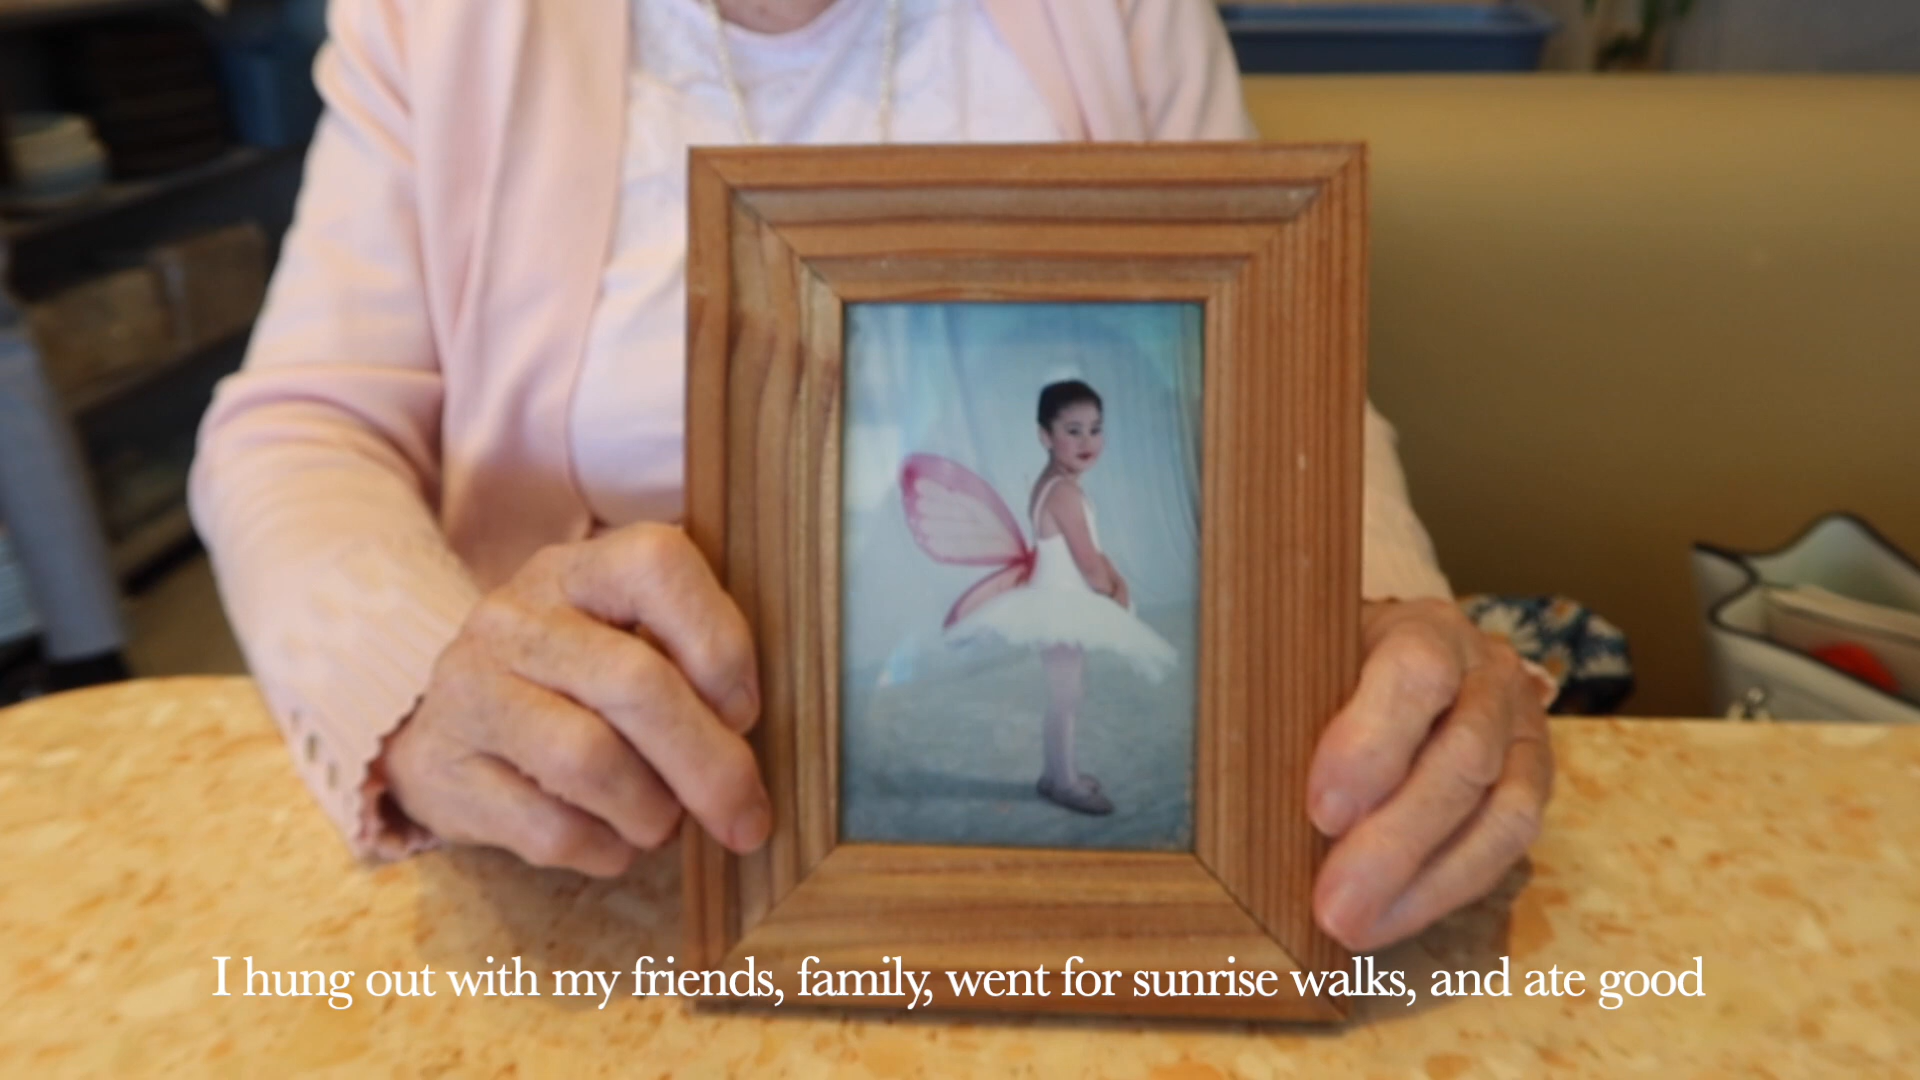 I hung out with my friends, family, went for sunrise walks, and ate good